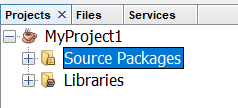 Projects × Files Services
MyProject1
Source Packages
Libraries